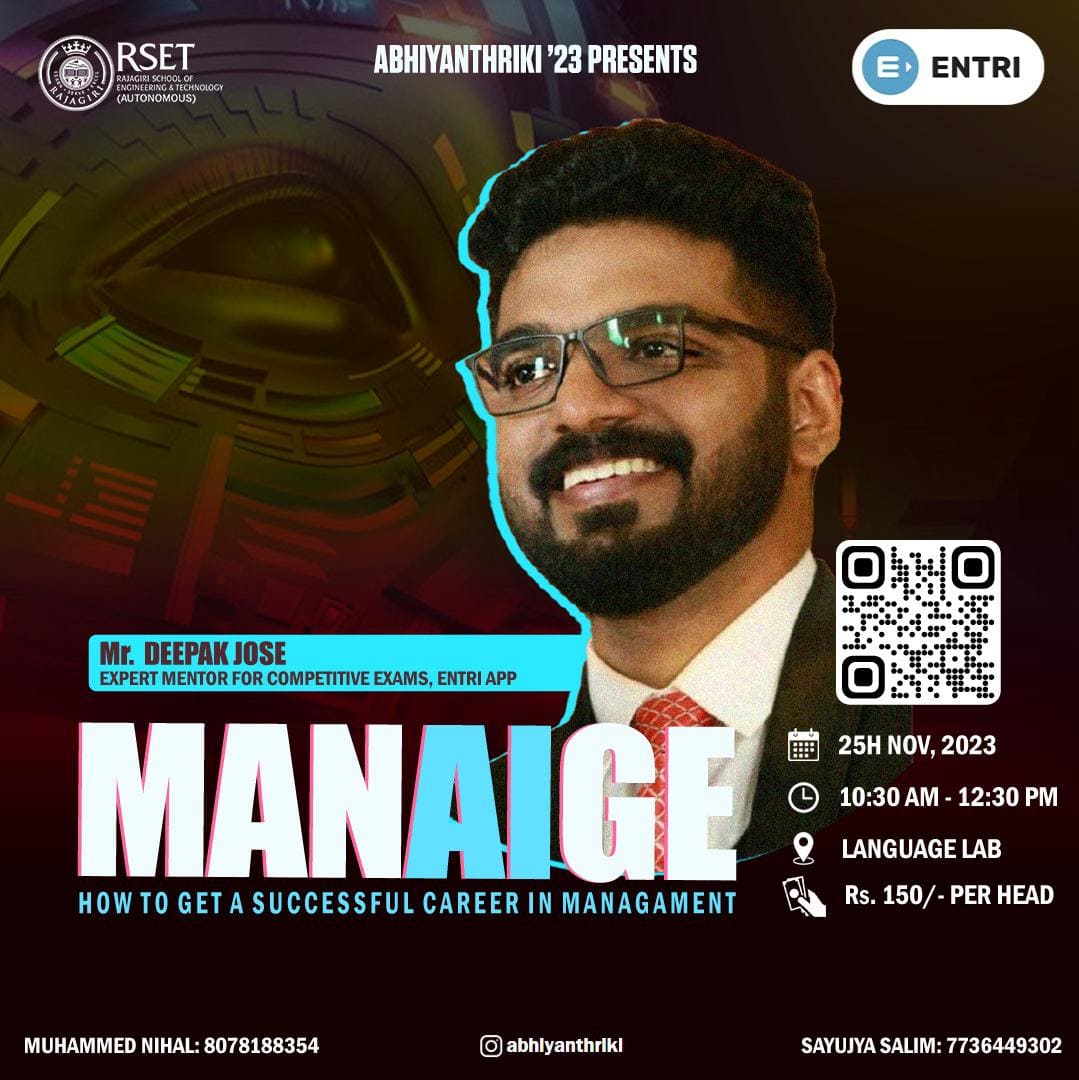 RSET
RAJAGIRI SCHOOL OF
ENGINEERING & TECHNOLOGY
(AUTONOMOUS)
RAJAGIRI
ABHIYANTHRIKI '23 PRESENTS
E
ENTRI
Mr. DEEPAK JOSE
EXPERT MENTOR FOR COMPETITIVE EXAMS, ENTRI APP
MANAIGE
HOW TO GET A SUCCESSFUL CAREER IN MANAGAMENT
25H NOV, 2023
10:30 AM - 12:30 PM
LANGUAGE LAB
Rs. 150/- PER HEAD
MUHAMMED NIHAL: 8078188354
abhiyanthriki
SAYUJYA SALIM: 7736449302